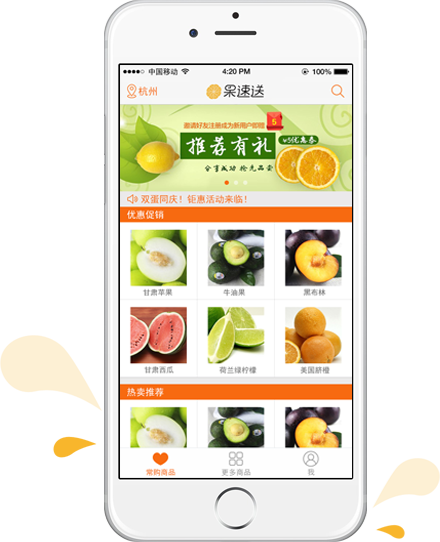 中国移动
4:20 PM
100%
杭州
果速送
邀请好友注册成为新用户即赠
5
推荐有礼
¥5优惠券
分享成功 抢先品尝
双蛋同庆！钜惠活动来临！
优惠促销
甘肃苹果
牛油果
黑布林
甘肃西瓜
荷兰绿柠檬
美国脐橙
热卖推荐
常购商品
更多商品
我